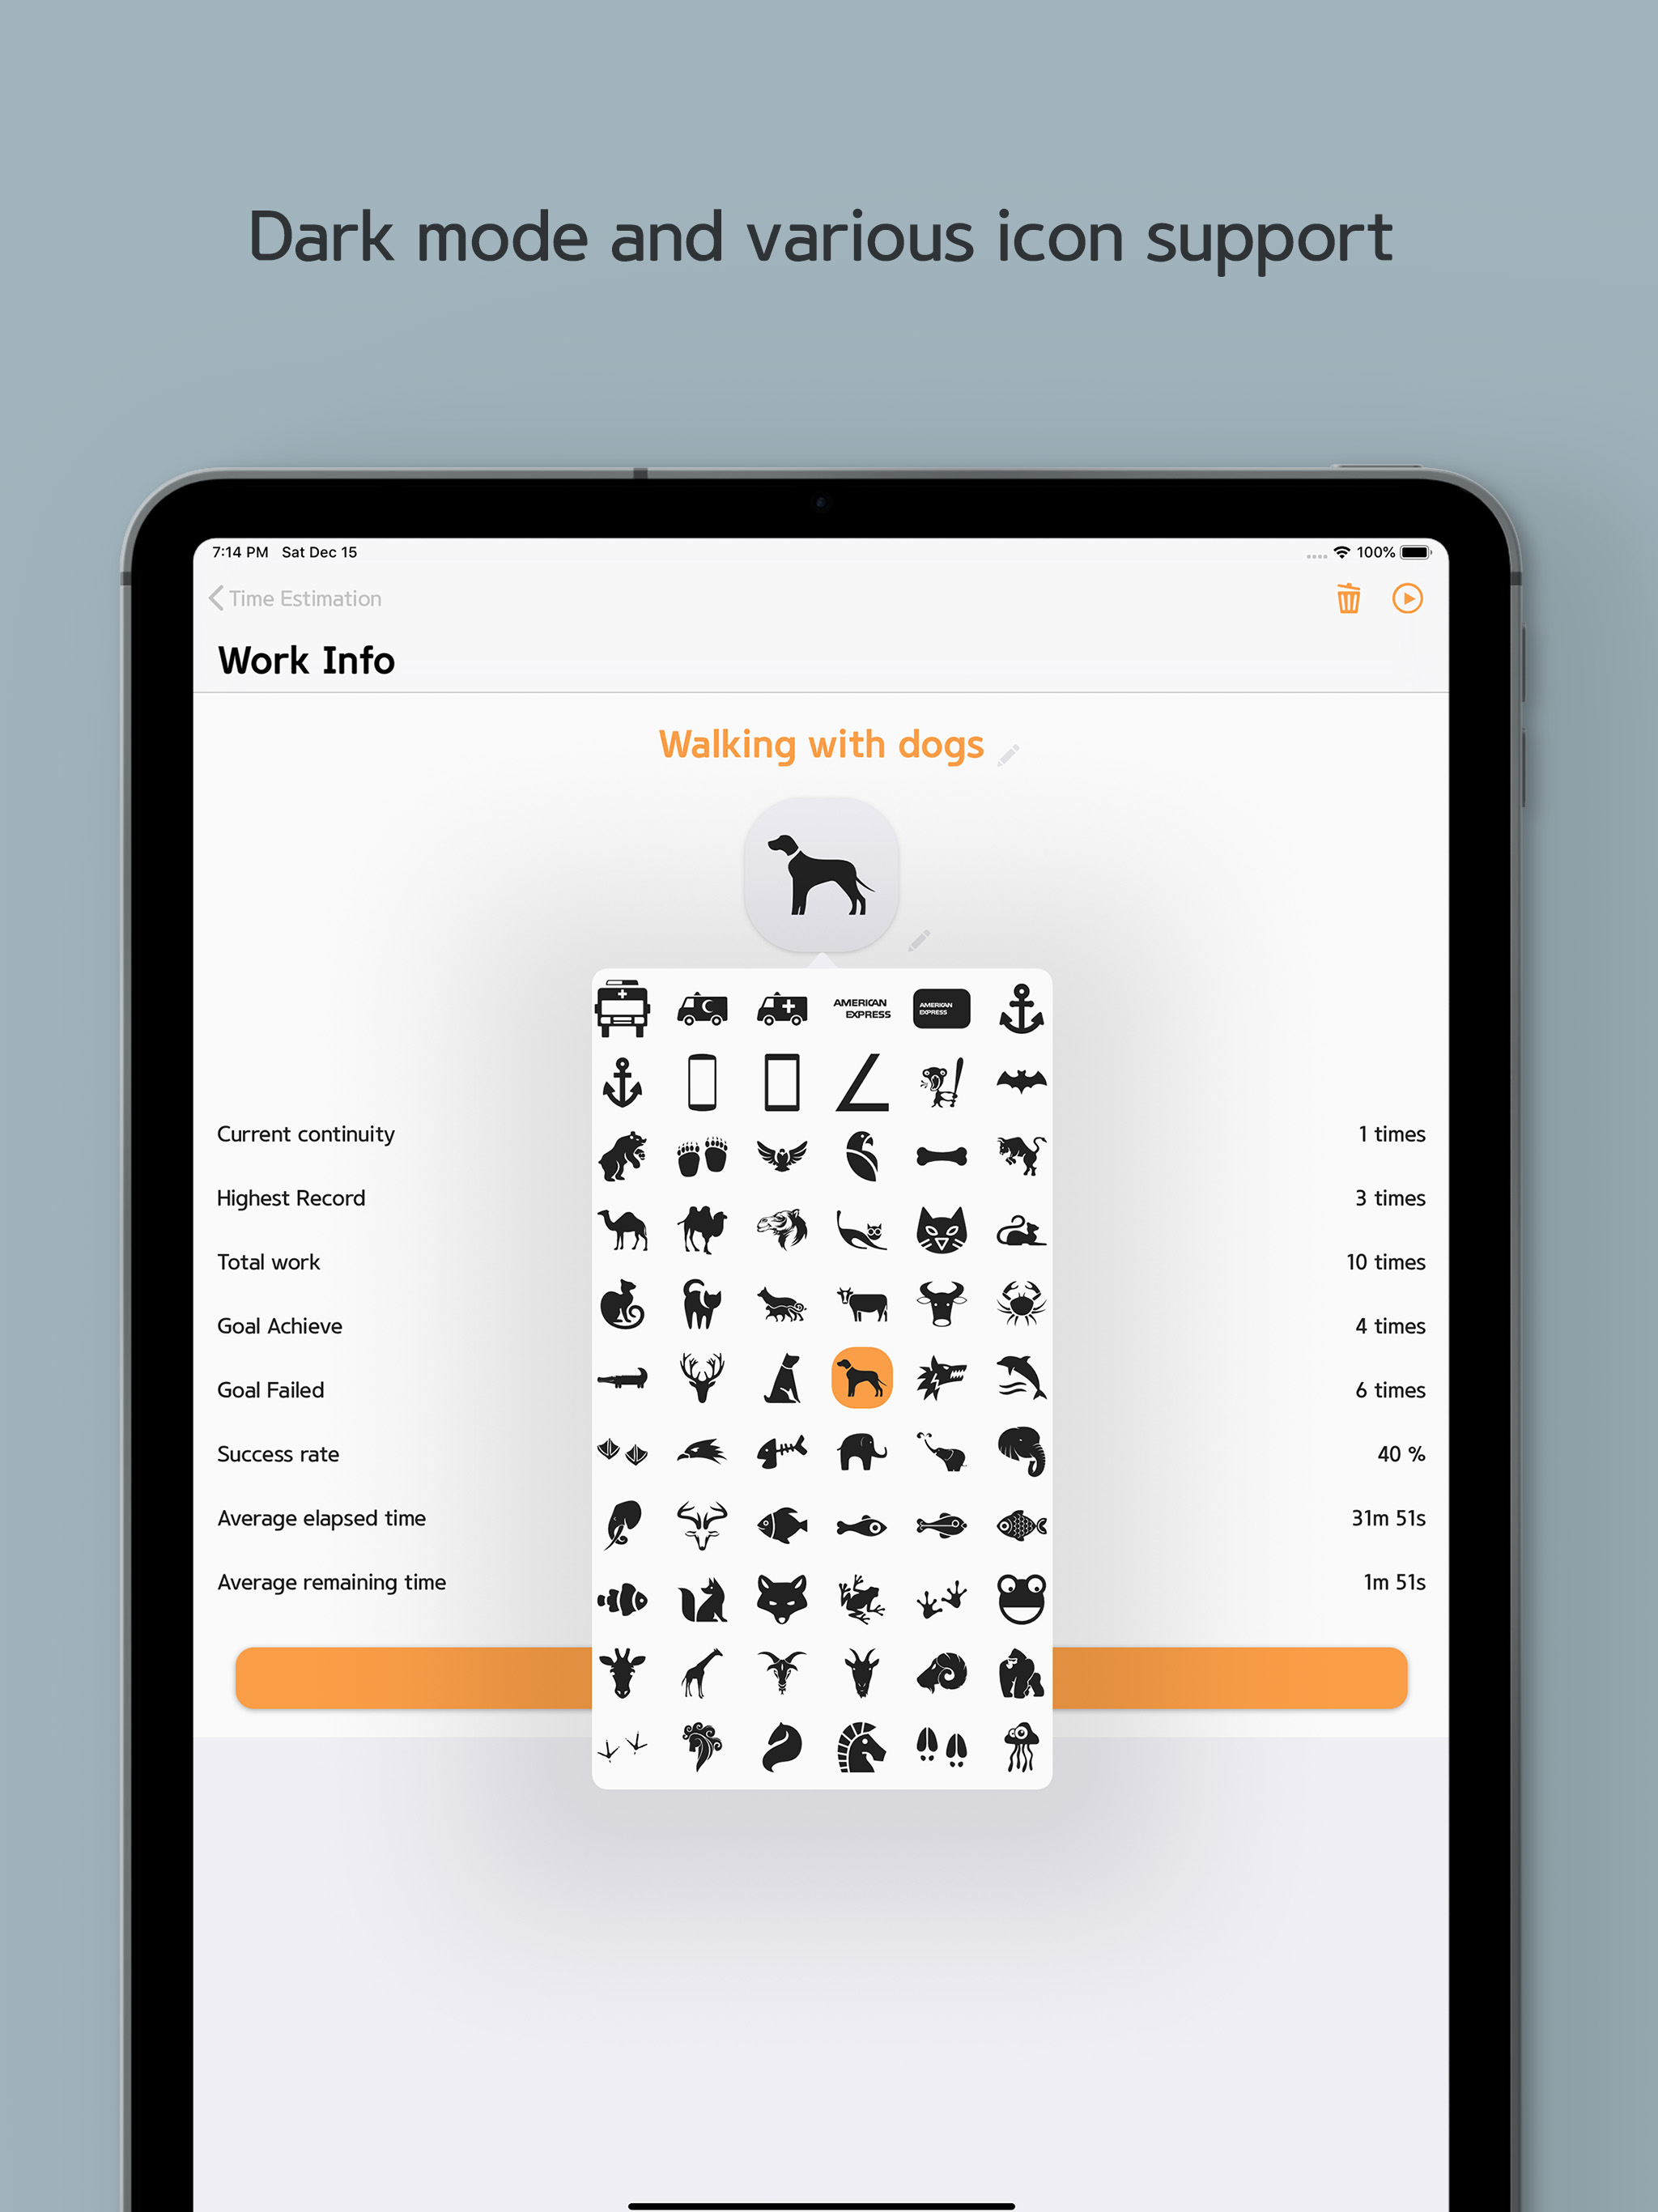 Dark mode and various icon support
7:14 PM Sat Dec 15
100%
Time Estimation
Work Info
Walking with dogs
AMERICAN
EXPRESS
AMERICAN
EXPRESS
Current continuity 1 times
Highest Record 3 times
Total work 10 times
Goal Achieve 4 times
Goal Failed 6 times
Success rate 40 %
Average elapsed time 31m 51s
Average remaining time 1m 51s